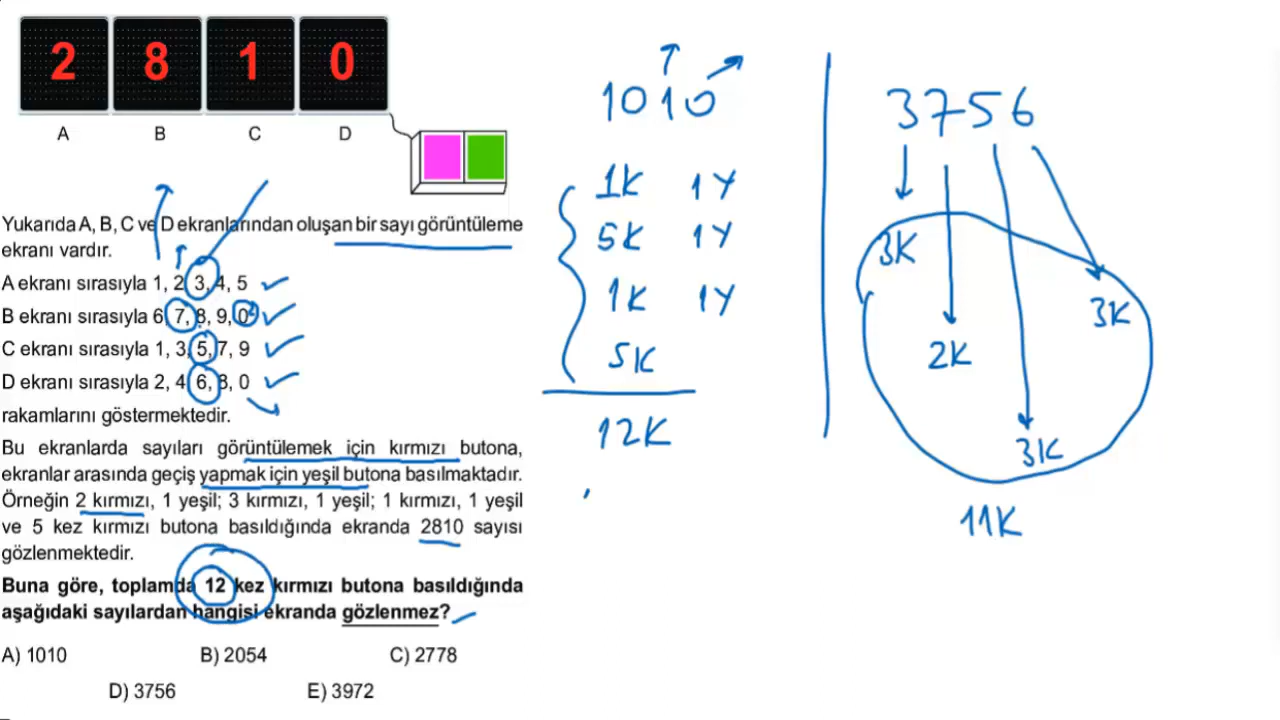 2 8 1 0
A B C D
Yukarıda A, B, C ve D ekranlarından oluşan bir sayı görüntüleme
ekranı vardır.
A ekranı sırasıyla 1, 2, 3, 4, 5
B ekranı sırasıyla 6, 7, 8, 9, 0
C ekranı sırasıyla 1, 3, 5, 7, 9
D ekranı sırasıyla 2, 4, 6, 8, 0
rakamlarını göstermektedir.
Bu ekranlarda sayıları görüntülemek için kırmızı butona,
ekranlar arasında geçiş yapmak için yeşil butona basılmaktadır.
Örneğin 2 kırmızı, 1 yeşil; 3 kırmızı, 1 yeşil; 1 kırmızı, 1 yeşil
ve 5 kez kırmızı butona basıldığında ekranda 2810 sayısı
gözlenmektedir.
Buna göre, toplamda 12 kez kırmızı butona basıldığında
aşağıdaki sayılardan hangisi ekranda gözlenmez?
A) 1010 B) 2054 C) 2778
D) 3756 E) 3972
1010
1K 1Y
5K 1Y
1K 1Y
5K
12K
3756
3K
3K
2K
3K
11K